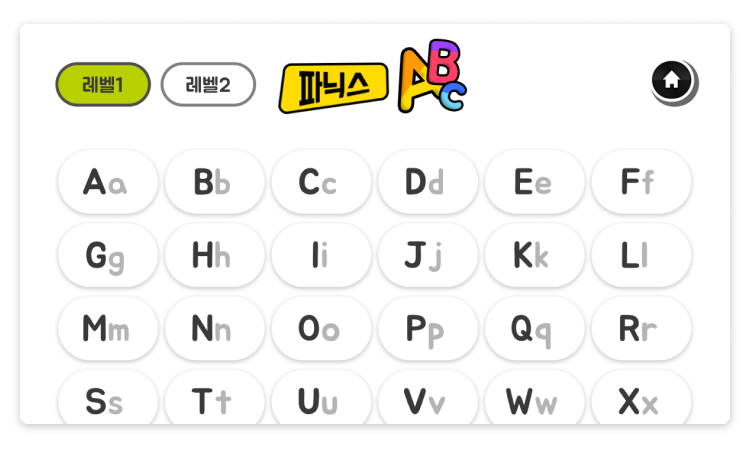 레벨1 레벨2 파닉스 ABC
Aa Bb Cc Dd Ee Ff
Gg Hh Ii Jj Kk Ll
Mm Nn Oo Pp Qq Rr
Ss Tt Uu Vv Ww Xx